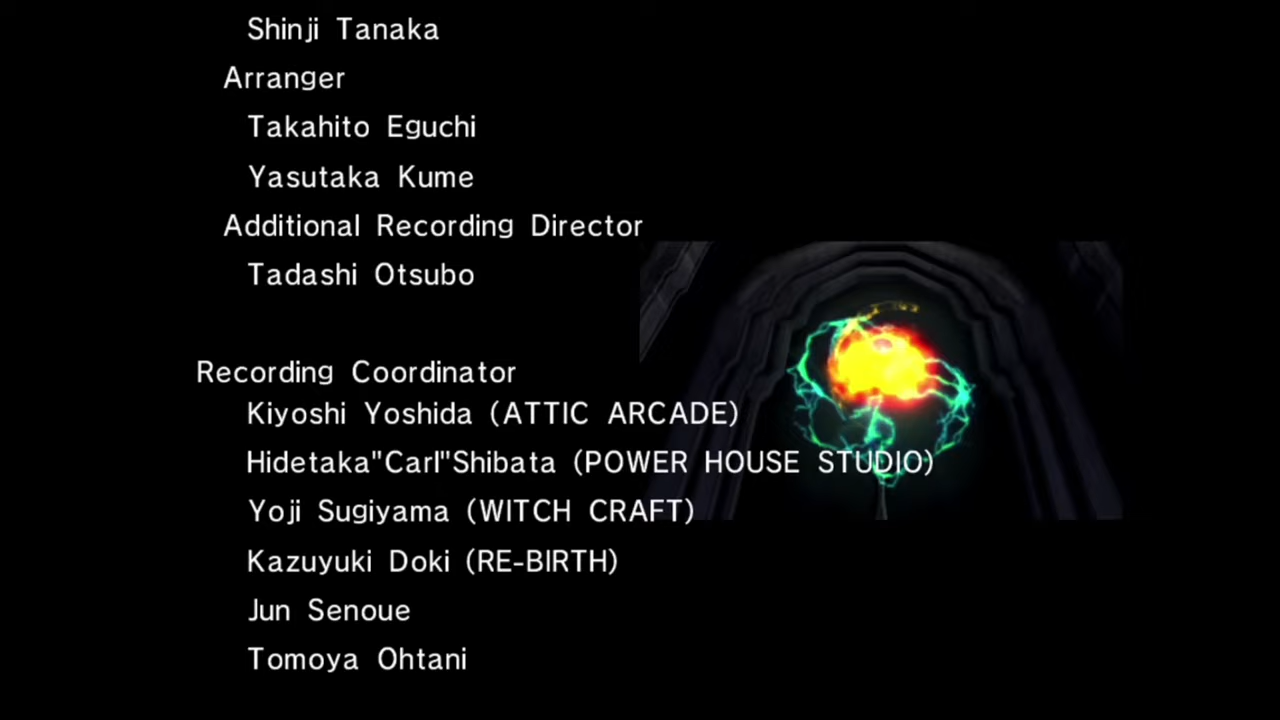 Shinji Tanaka
Arranger
Takahito Eguchi
Yasutaka Kume
Additional Recording Director
Tadashi Otsubo
Recording Coordinator
Kiyoshi Yoshida (ATTIC ARCADE)
Hidetaka"Carl"Shibata (POWER HOUSE STUDIO)
Yoji Sugiyama (WITCH CRAFT)
Kazuyuki Doki (RE-BIRTH)
Jun Senoue
Tomoya Ohtani